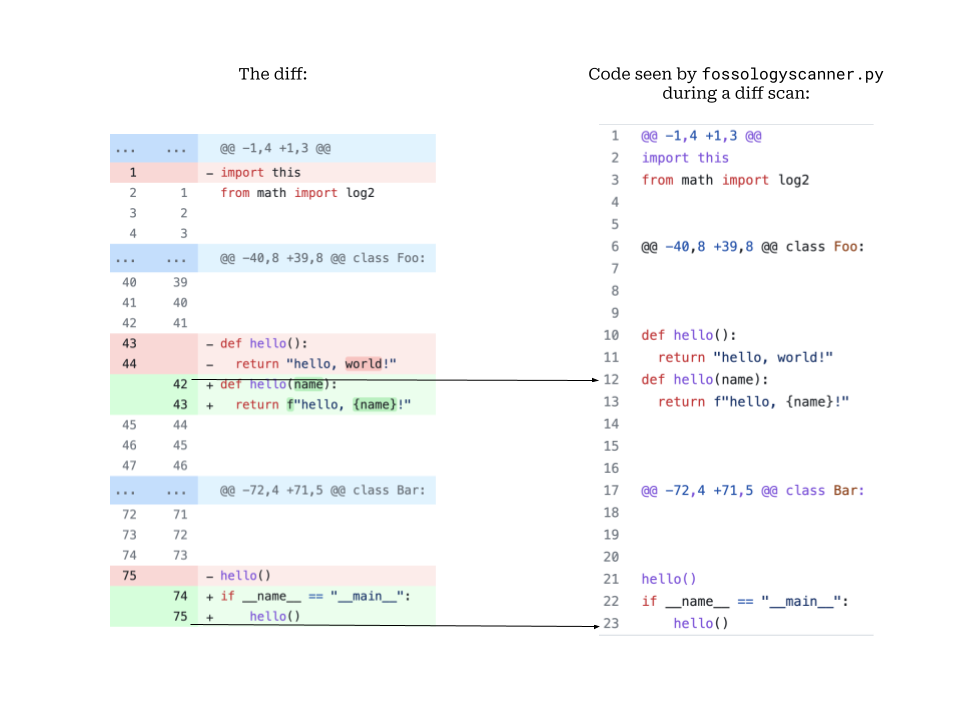 The diff:
... ... @@ -1,4 +1,3 @@
1 - import this
2 1 from math import log2
3 2
4 3
... ... @@ -40,8 +39,8 @@ class Foo:
40 39
41 40
42 41
43 - def hello():
44 - return "hello, world!"
42 + def hello(name):
43 + return f"hello, {name}!"
45 44
46 45
47 46
... ... @@ -72,4 +71,5 @@ class Bar:
72 71
73 72
74 73
75 - hello()
74 + if __name__ == "__main__":
75 + hello()
Code seen by fossologyscanner.py
during a diff scan:
1 @@ -1,4 +1,3 @@
2 import this
3 from math import log2
4
5
6 @@ -40,8 +39,8 @@ class Foo:
7
8
9
10 def hello():
11 return "hello, world!"
12 def hello(name):
13 return f"hello, {name}!"
14
15
16
17 @@ -72,4 +71,5 @@ class Bar:
18
19
20
21 hello()
22 if __name__ == "__main__":
23 hello()